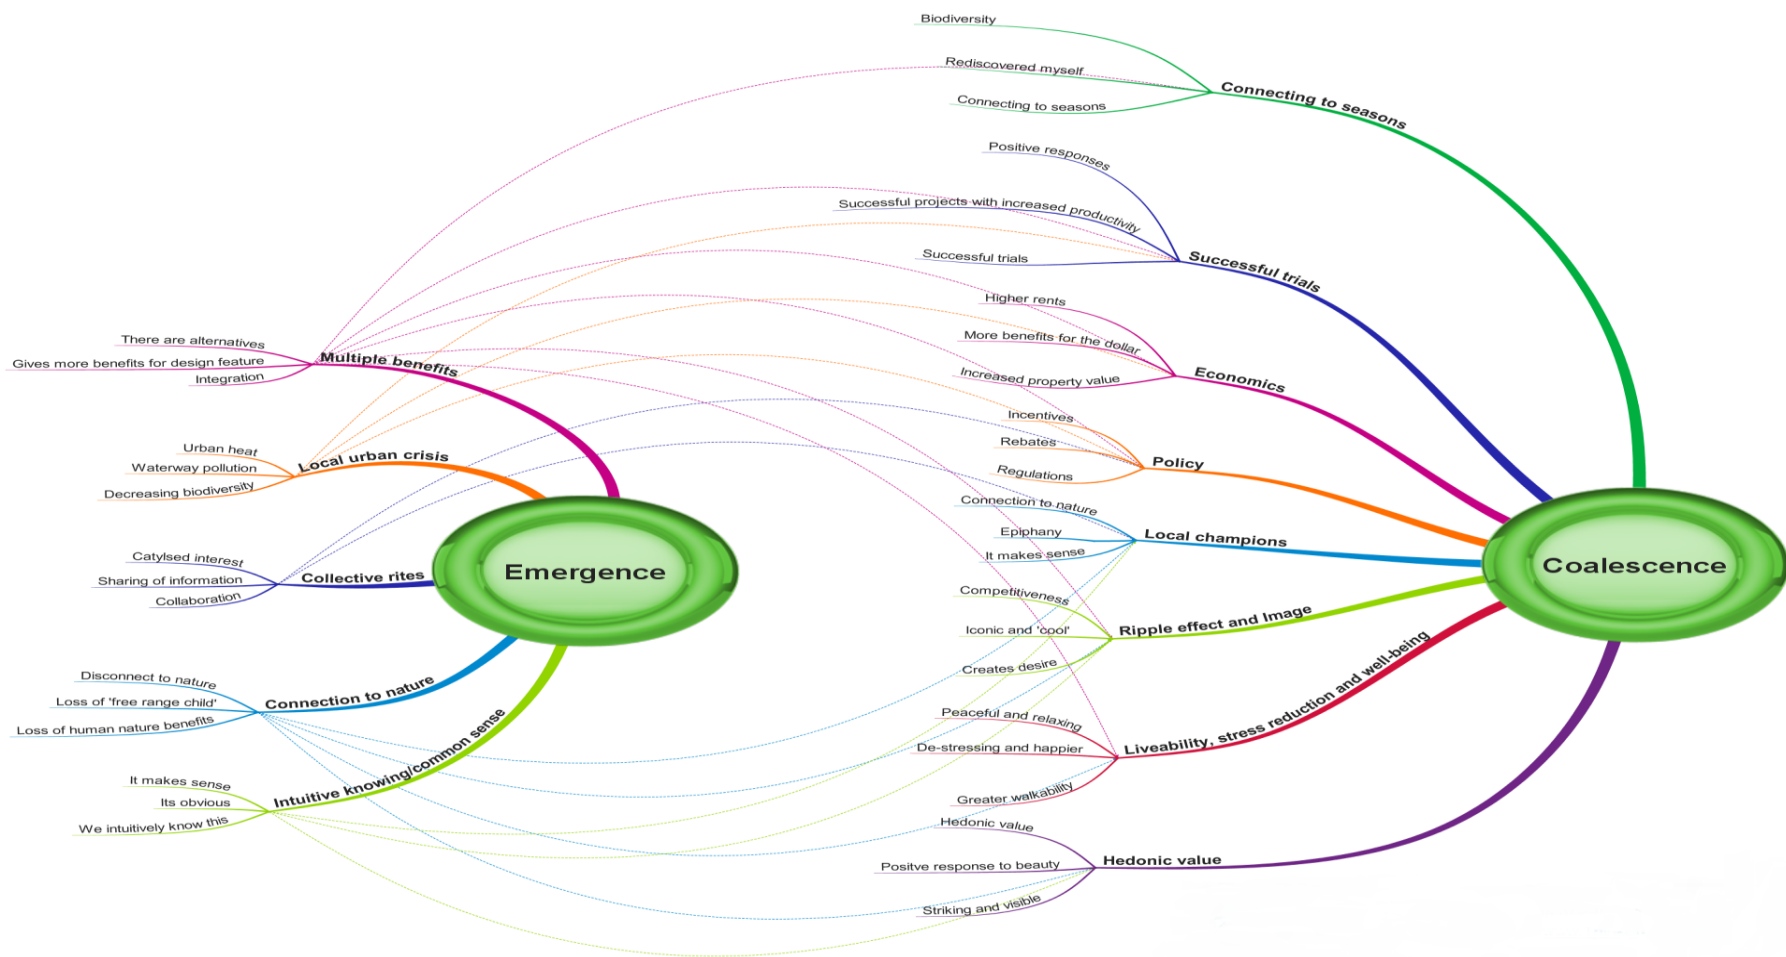 Emergence
Multiple benefits
There are alternatives
Gives more benefits for design feature
Integration
Local urban crisis
Urban heat
Waterway pollution
Decreasing biodiversity
Collective rites
Catylsed interest
Sharing of information
Collaboration
Connection to nature
Disconnect to nature
Loss of 'free range child'
Loss of human nature benefits
Intuitive knowing/common sense
It makes sense
Its obvious
We intuitively know this
Coalescence
Connecting to seasons
Biodiversity
Rediscovered myself
Connecting to seasons
Successful trials
Positive responses
Successful projects with increased productivity
Successful trials
Economics
Higher rents
More benefits for the dollar
Increased property value
Policy
Incentives
Rebates
Regulations
Local champions
Connection to nature
Epiphany
It makes sense
Ripple effect and Image
Competitiveness
Iconic and 'cool'
Creates desire
Liveability, stress reduction and well-being
Peaceful and relaxing
De-stressing and happier
Greater walkability
Hedonic value
Hedonic value
Positve response to beauty
Striking and visible